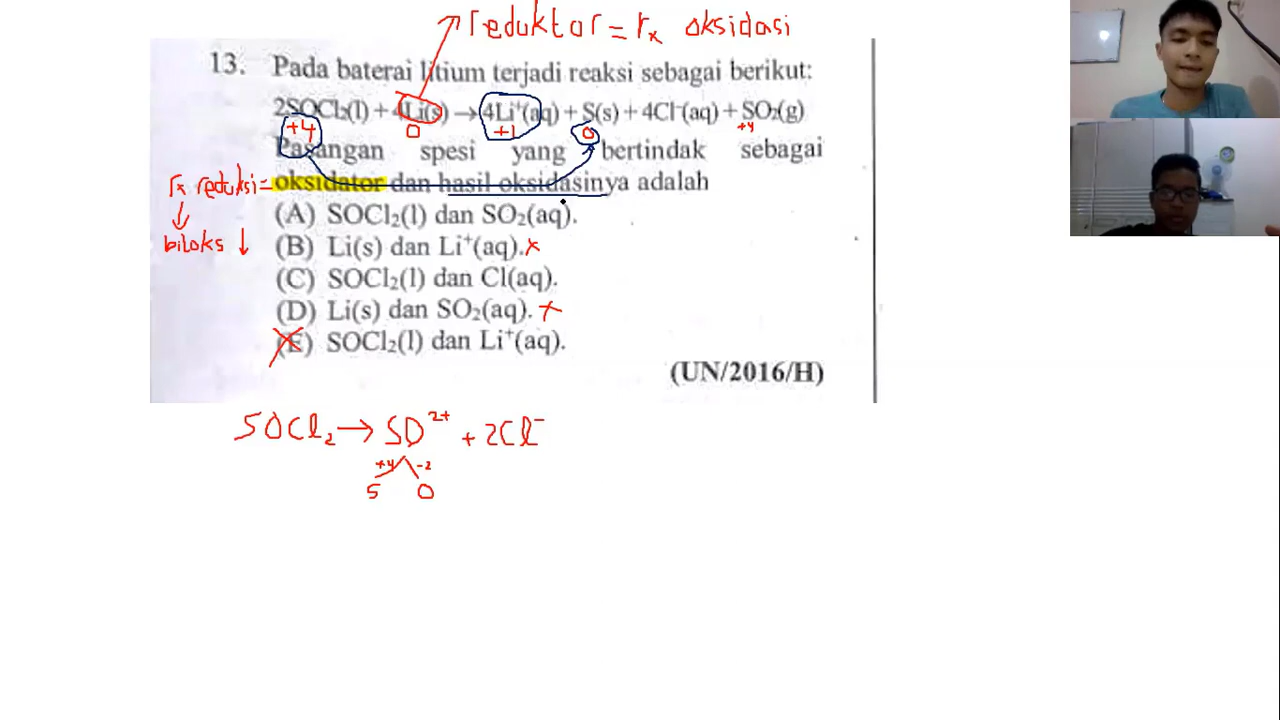 reduktor = rx oksidasi
13. Pada baterai litium terjadi reaksi sebagai berikut:
2SOCl₂(l) + 4Li(s) → 4Li⁺(aq) + S(s) + 4Cl⁻(aq) + SO₂(g)
+4 0 +1 0 +4
Pasangan spesi yang bertindak sebagai
rx reduksi = oksidator dan hasil oksidasinya adalah
(A) SOCl₂(l) dan SO₂(aq).
biloks ↓ (B) Li(s) dan Li⁺(aq). x
(C) SOCl₂(l) dan Cl(aq).
(D) Li(s) dan SO₂(aq). x
(E) SOCl₂(l) dan Li⁺(aq).
(UN/2016/H)
SOCl₂ → SO²⁺ + 2Cl⁻
+4 -2
S O